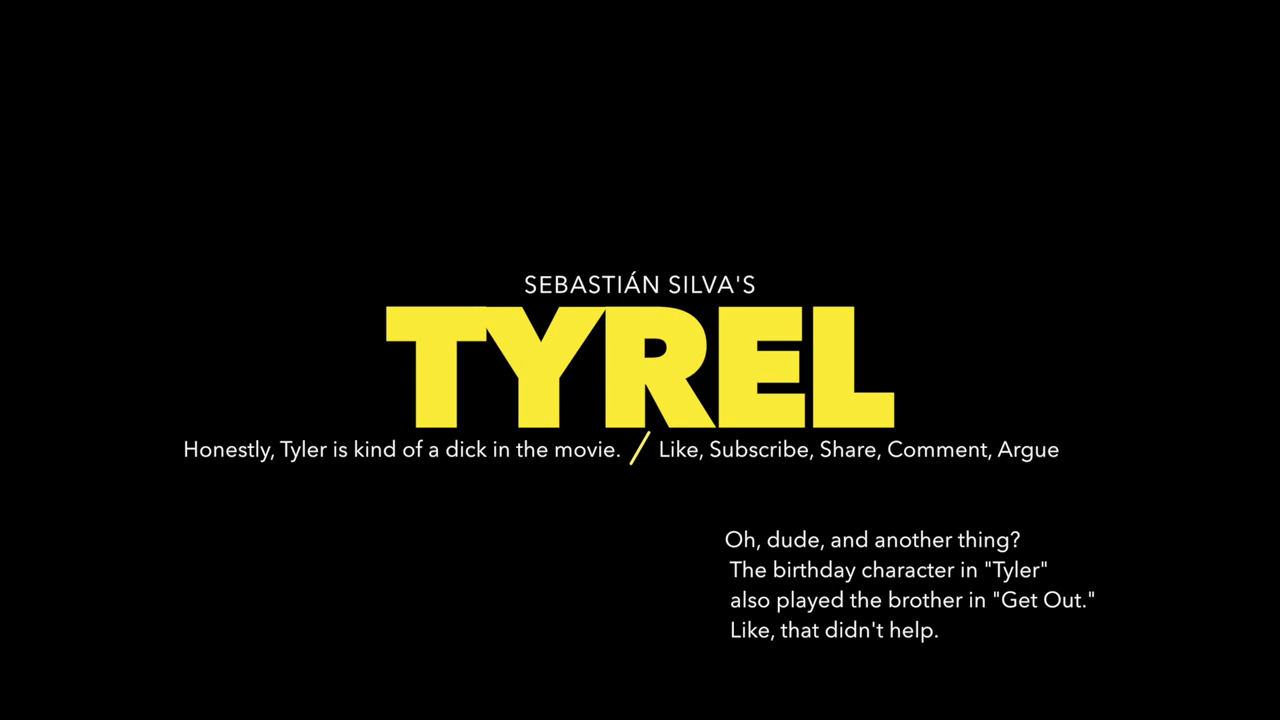 SEBASTIÁN SILVA'S
TYREL
Honestly, Tyler is kind of a dick in the movie. / Like, Subscribe, Share, Comment, Argue
Oh, dude, and another thing?
The birthday character in "Tyler"
also played the brother in "Get Out."
Like, that didn't help.